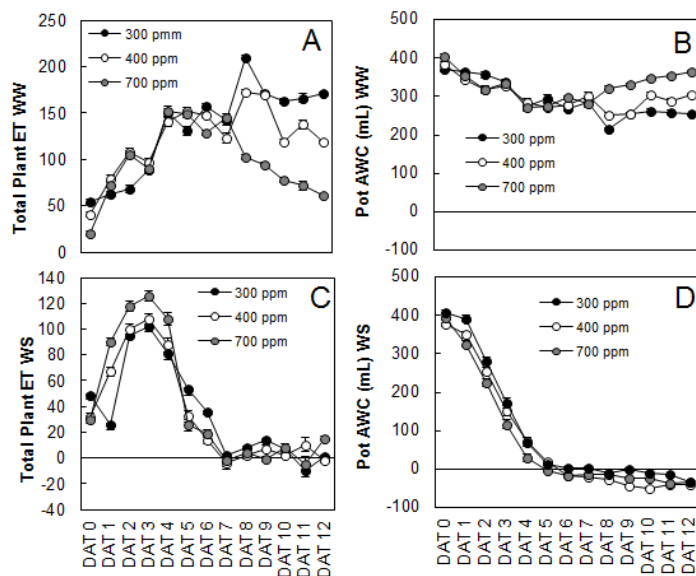 A
300 pmm
400 ppm
700 ppm
Total Plant ET WW
250
200
150
100
50
0
B
300 ppm
400 ppm
700 ppm
Pot AWC (mL) WW
500
400
300
200
100
0
-100
C
300 ppm
400 ppm
700 ppm
Total Plant ET WS
140
120
100
80
60
40
20
0
-20
-40
DAT 0
DAT 1
DAT 2
DAT 3
DAT 4
DAT 5
DAT 6
DAT 7
DAT 8
DAT 9
DAT 10
DAT 11
DAT 12
D
300 ppm
400 ppm
700 ppm
Pot AWC (mL) WS
500
400
300
200
100
0
-100
DAT 0
DAT 1
DAT 2
DAT 3
DAT 4
DAT 5
DAT 6
DAT 7
DAT 8
DAT 9
DAT 10
DAT 11
DAT 12